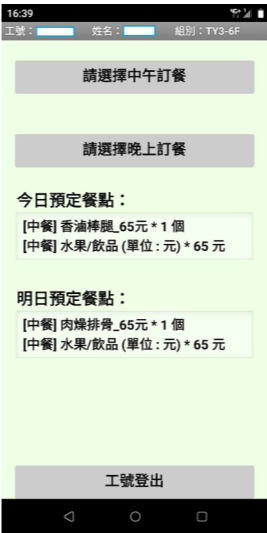 16:39
工號： 姓名： 組別：TY3-6F
請選擇中午訂餐
請選擇晚上訂餐
今日預定餐點：
[中餐] 香滷棒腿_65元 * 1 個
[中餐] 水果/飲品 (單位 : 元) * 65 元
明日預定餐點：
[中餐] 肉燥排骨_65元 * 1 個
[中餐] 水果/飲品 (單位 : 元) * 65 元
工號登出